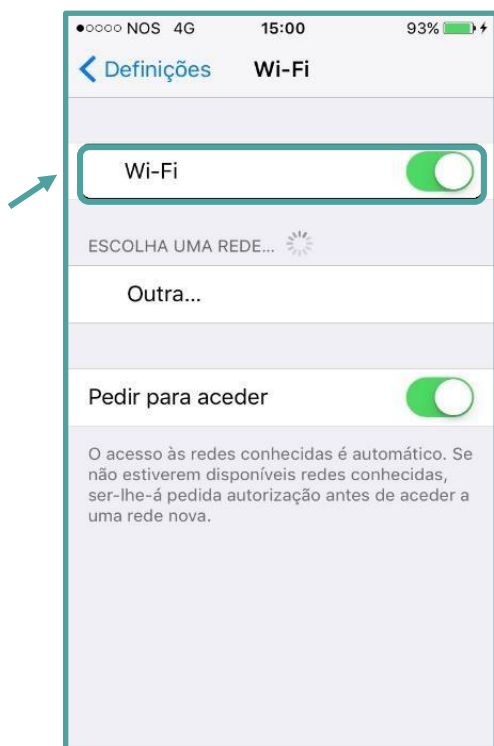 NOS 4G 15:00 93%
Definições Wi-Fi
Wi-Fi
ESCOLHA UMA REDE...
Outra...
Pedir para aceder
O acesso às redes conhecidas é automático. Se
não estiverem disponíveis redes conhecidas,
ser-lhe-á pedida autorização antes de aceder a
uma rede nova.